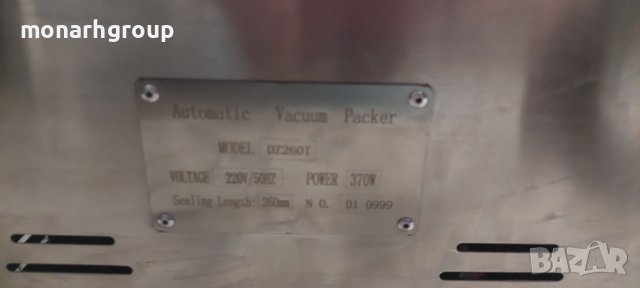 monarhgroup
Automatic Vacuum Packer
MODEL DZ260T
VOLTAGE 220V/50HZ POWER 370W
Sealing Length: 260mm N O. 01-0999
BAZAR